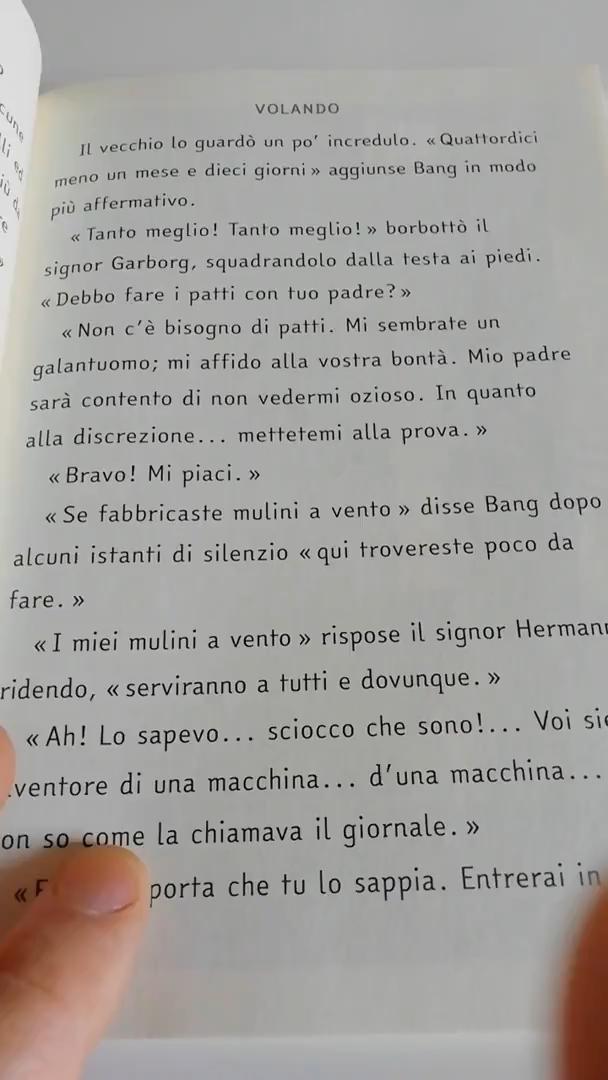 VOLANDO
Il vecchio lo guardò un po' incredulo. «Quattordici
meno un mese e dieci giorni» aggiunse Bang in modo
più affermativo.
«Tanto meglio! Tanto meglio!» borbottò il
signor Garborg, squadrandolo dalla testa ai piedi.
«Debbo fare i patti con tuo padre?»
«Non c'è bisogno di patti. Mi sembrate un
galantuomo; mi affido alla vostra bontà. Mio padre
sarà contento di non vedermi ozioso. In quanto
alla discrezione... mettetemi alla prova.»
«Bravo! Mi piaci.»
«Se fabbricaste mulini a vento» disse Bang dopo
alcuni istanti di silenzio «qui trovereste poco da
fare.»
«I miei mulini a vento» rispose il signor
ridendo, «serviranno a tutti e dovunque.»
«Ah! Lo sapevo... sciocco che sono!... Voi
di una macchina... d'una macchina...
so come la chiamava il giornale.»
che tu lo sappia. Entrerai in